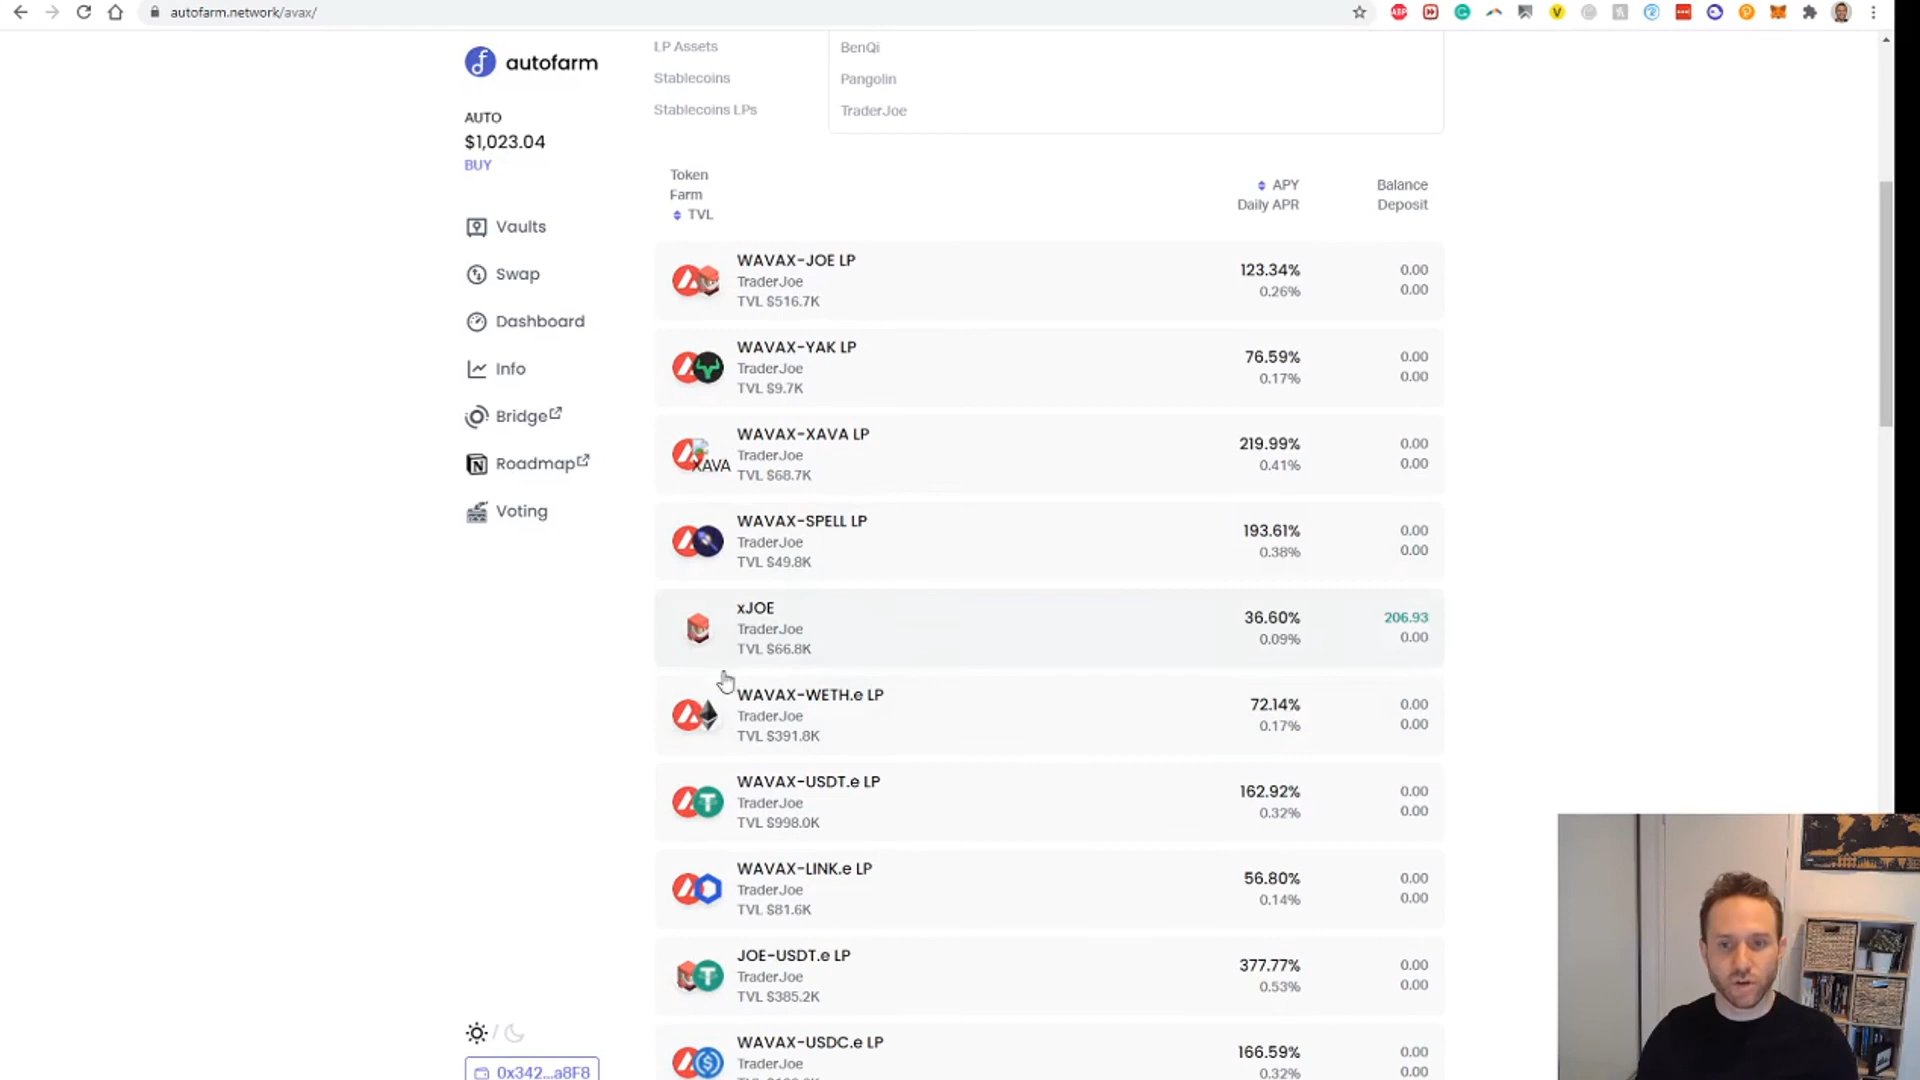 autofarm.network/avax/
ABP
autofarm
AUTO
$1,023.04
BUY
Vaults
Swap
Dashboard
Info
Bridge
Roadmap
Voting
0x342...a8F8
LP Assets
Stablecoins
Stablecoins LPs
BenQi
Pangolin
TraderJoe
Token
Farm
TVL
APY
Daily APR
Balance
Deposit
WAVAX-JOE LP
TraderJoe
TVL $516.7K
123.34%
0.26%
0.00
0.00
WAVAX-YAK LP
TraderJoe
TVL $9.7K
76.59%
0.17%
0.00
0.00
XAVA
WAVAX-XAVA LP
TraderJoe
TVL $68.7K
219.99%
0.41%
0.00
0.00
WAVAX-SPELL LP
TraderJoe
TVL $49.8K
193.61%
0.38%
0.00
0.00
xJOE
TraderJoe
TVL $66.8K
36.60%
0.09%
206.93
0.00
WAVAX-WETH.e LP
TraderJoe
TVL $391.8K
72.14%
0.17%
0.00
0.00
WAVAX-USDT.e LP
TraderJoe
TVL $998.0K
162.92%
0.32%
0.00
0.00
WAVAX-LINK.e LP
TraderJoe
TVL $81.6K
56.80%
0.14%
0.00
0.00
JOE-USDT.e LP
TraderJoe
TVL $385.2K
377.77%
0.53%
0.00
0.00
WAVAX-USDC.e LP
TraderJoe
166.59%
0.32%
0.00
0.00